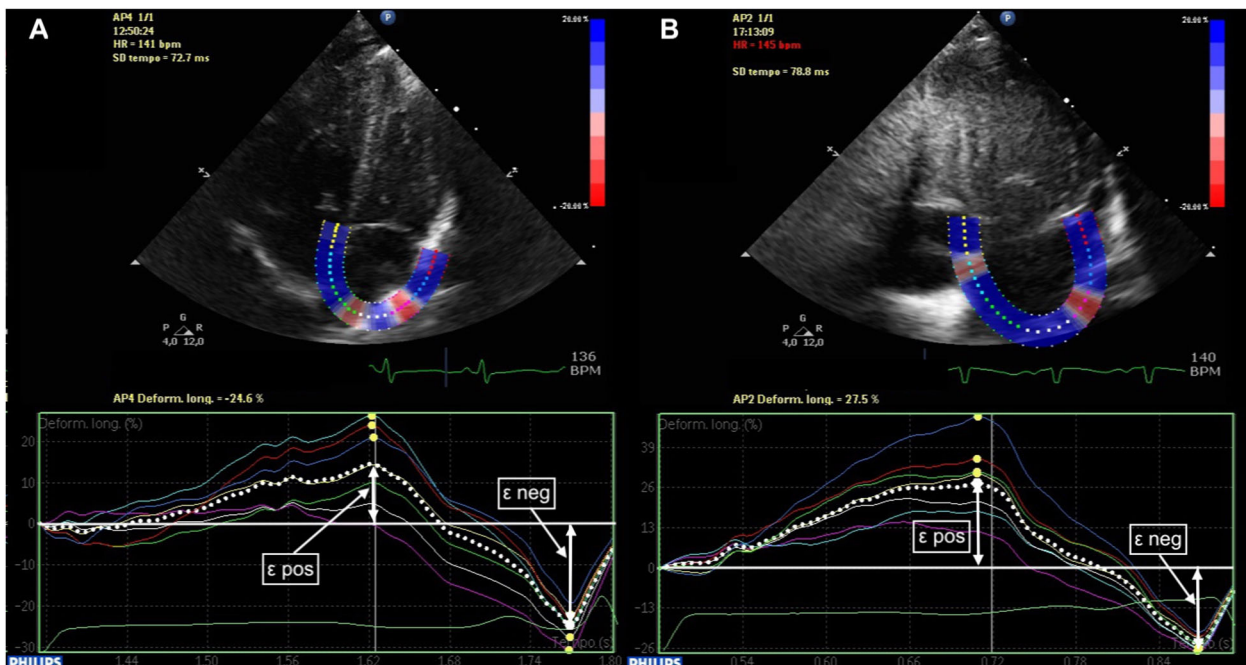 A
AP4 1/1
12:50:24
HR = 141 bpm
SD tempo = 72.7 ms
P
20.00 %
-20.00 %
G
P R
4,0 12,0
136
BPM
AP4 Deform. long. = -24.6 %
Deform. long. (%)
20
10
0
-10
-20
-30
ε pos
ε neg
Tempo (s)
1.44 1.50 1.56 1.62 1.68 1.74 1.80
PHILIPS
B
AP2 1/1
17:13:09
HR = 145 bpm
SD tempo = 78.8 ms
P
20.00 %
-20.00 %
G
P R
4,0 12,0
140
BPM
AP2 Deform. long. = 27.5 %
Deform. long. (%)
39
26
13
0
-13
-26
ε pos
ε neg
Tempo (s)
0.54 0.60 0.66 0.72 0.78 0.84
PHILIPS